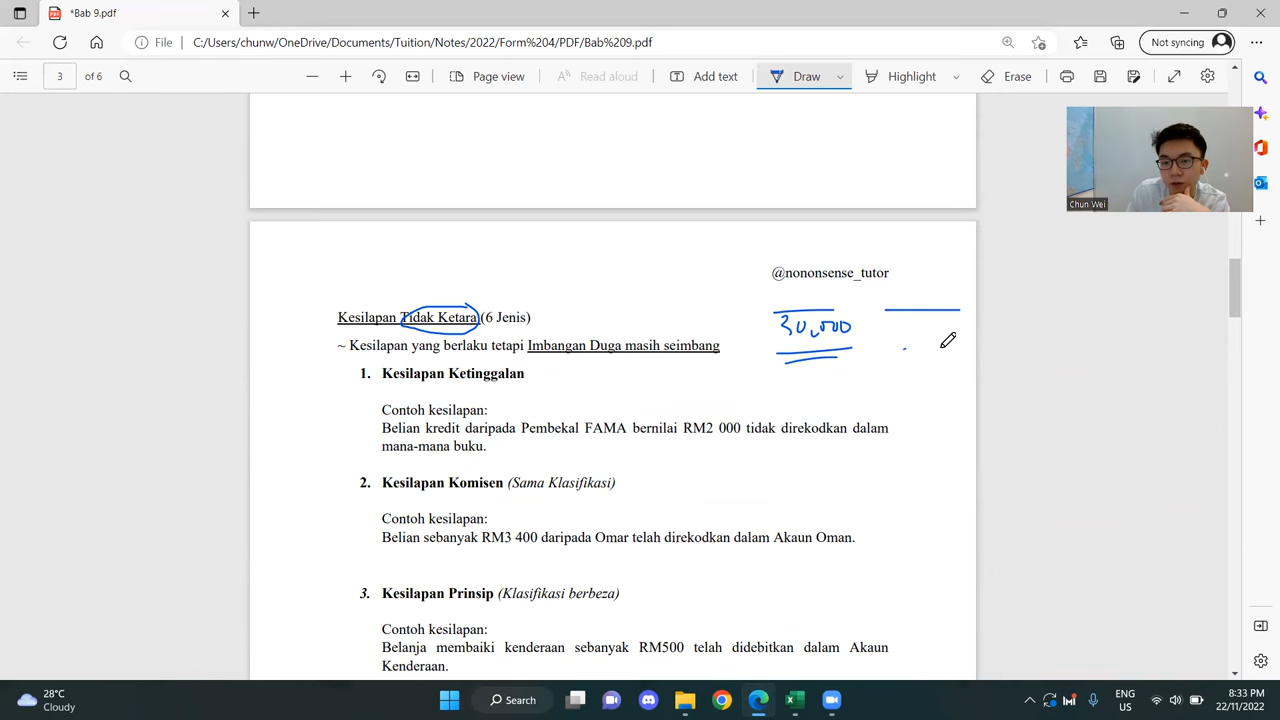 *Bab 9.pdf
File
C:/Users/chunw/OneDrive/Documents/Tuition/Notes/2022/Form%204/PDF/Bab%209.pdf
Not syncing
3 of 6
Page view
Read aloud
Add text
Draw
Highlight
Erase
Chun Wei
@nononsense_tutor
Kesilapan Tidak Ketara (6 Jenis)
30,000
~ Kesilapan yang berlaku tetapi Imbangan Duga masih seimbang
1. Kesilapan Ketinggalan
Contoh kesilapan:
Belian kredit daripada Pembekal FAMA bernilai RM2 000 tidak direkodkan dalam
mana-mana buku.
2. Kesilapan Komisen (Sama Klasifikasi)
Contoh kesilapan:
Belian sebanyak RM3 400 daripada Omar telah direkodkan dalam Akaun Oman.
3. Kesilapan Prinsip (Klasifikasi berbeza)
Contoh kesilapan:
Belanja membaiki kenderaan sebanyak RM500 telah didebitkan dalam Akaun
Kenderaan.
28°C
Cloudy
Search
ENG
US
8:33 PM
22/11/2022